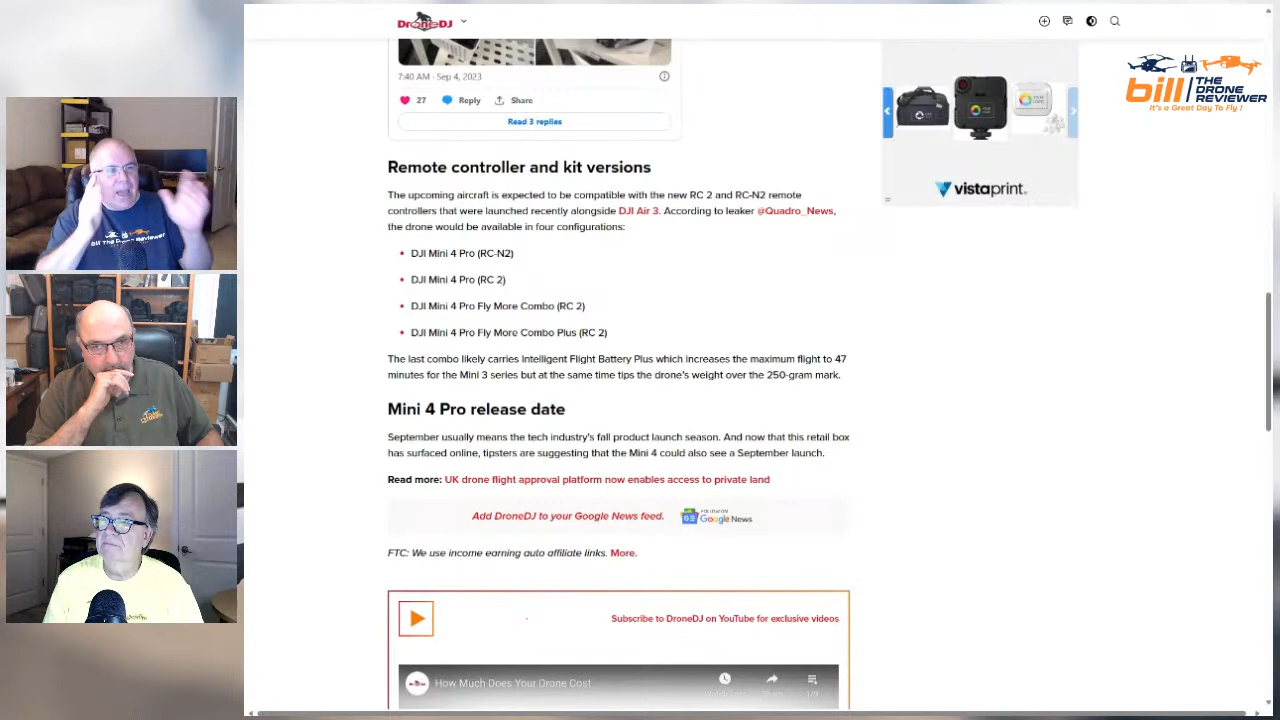 DRONEDJ
7:40 AM · Sep 4, 2023
27 Reply Share
Read 3 replies
Remote controller and kit versions
The upcoming aircraft is expected to be compatible with the new RC 2 and RC-N2 remote
controllers that were launched recently alongside DJI Air 3. According to leaker @Quadro_News,
the drone would be available in four configurations:
• DJI Mini 4 Pro (RC-N2)
• DJI Mini 4 Pro (RC 2)
• DJI Mini 4 Pro Fly More Combo (RC 2)
• DJI Mini 4 Pro Fly More Combo Plus (RC 2)
The last combo likely carries Intelligent Flight Battery Plus which increases the maximum flight to 47
minutes for the Mini 3 series but at the same time tips the drone's weight over the 250-gram mark.
Mini 4 Pro release date
September usually means the tech industry's fall product launch season. And now that this retail box
has surfaced online, tipsters are suggesting that the Mini 4 could also see a September launch.
Read more: UK drone flight approval platform now enables access to private land
Add DroneDJ to your Google News feed.
FOLLOW ON
Google News
FTC: We use income earning auto affiliate links. More.
Subscribe to DroneDJ on YouTube for exclusive videos
How Much Does Your Drone Cost
Watch later Share 1/9
vistaprint.
bill THE DRONE REVIEWER
It's a Great Day To Fly !
Bill The Drone Reviewer